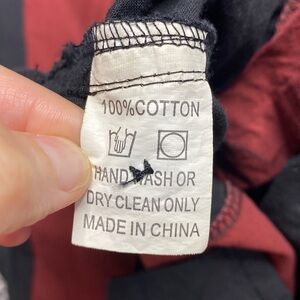 100%COTTON
HAND WASH OR
DRY CLEAN ONLY
MADE IN CHINA